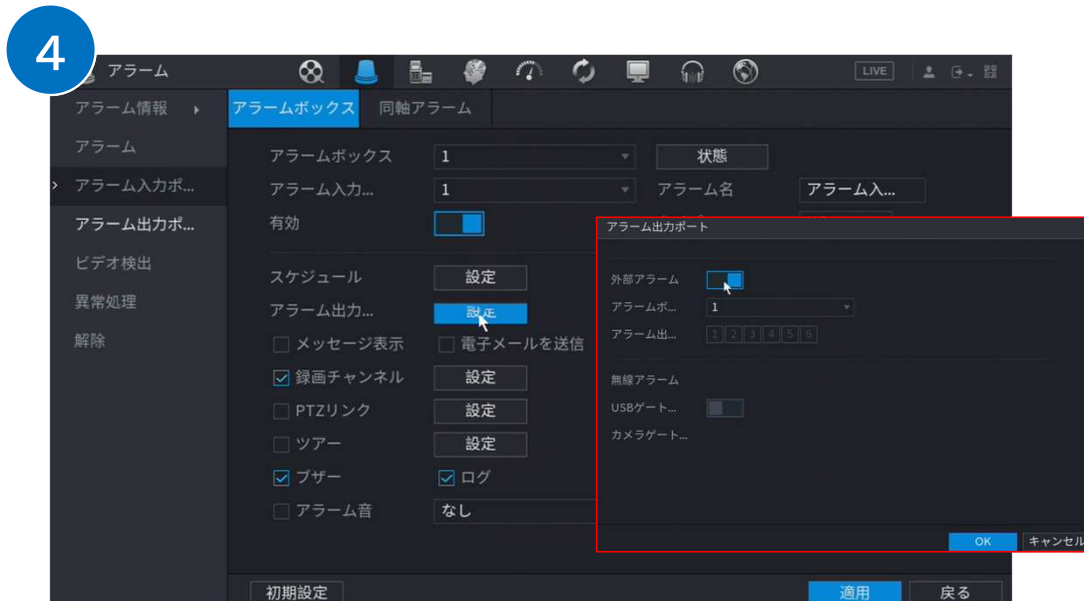 4
アラーム
LIVE
アラーム情報
アラームボックス 同軸アラーム
アラーム
アラームボックス 1 状態
アラーム入力ポ...
アラーム入力... 1 アラーム名 アラーム入...
アラーム出力ポ...
有効
ビデオ検出
スケジュール 設定
異常処理
アラーム出力... 設定
解除
メッセージ表示 電子メールを送信
録画チャンネル 設定
PTZリンク 設定
ツアー 設定
ブザー ログ
アラーム音 なし
初期設定 適用 戻る
アラーム出力ポート
外部アラーム
アラームボ... 1
アラーム出... 1 2 3 4 5 6
無線アラーム
USBゲート...
カメラゲート...
OK キャンセル